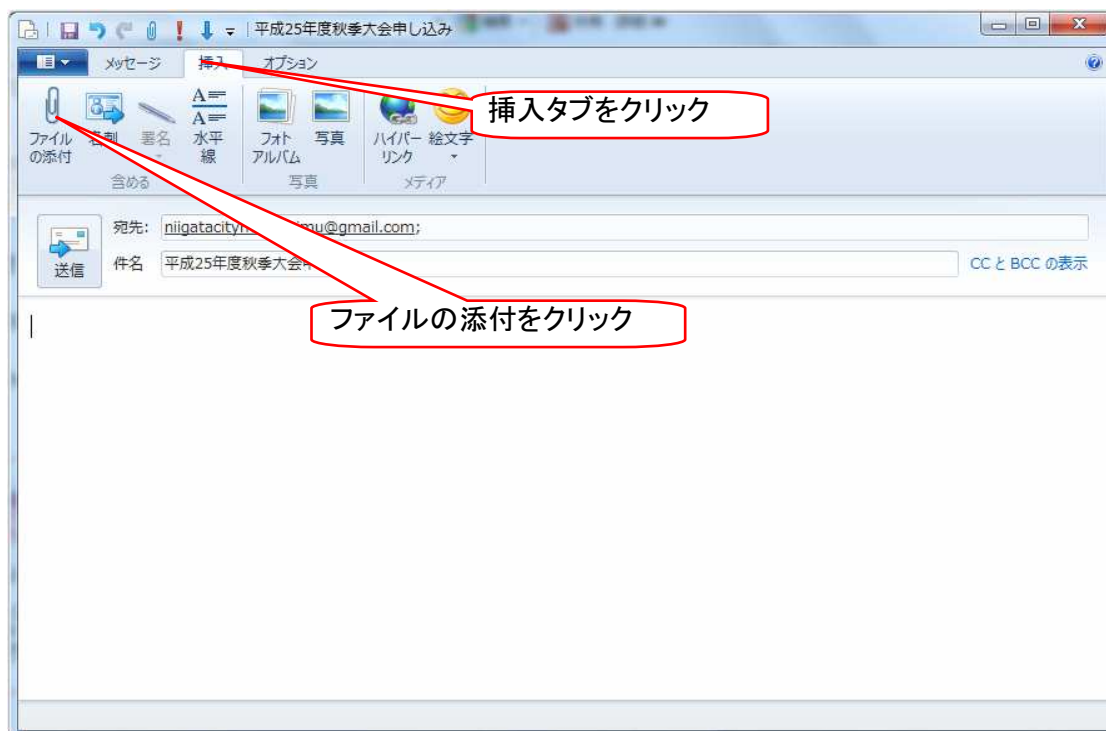 平成25年度秋季大会申し込み
メッセージ 挿入 オプション
挿入タブをクリック
ファイルの添付 名刺 署名 水平線 フォトアルバム 写真 ハイパーリンク 絵文字
含める 写真 メディア
宛先: niigatacity
mu@gmail.com;
送信
件名 平成25年度秋季大会申
CC と BCC の表示
ファイルの添付をクリック